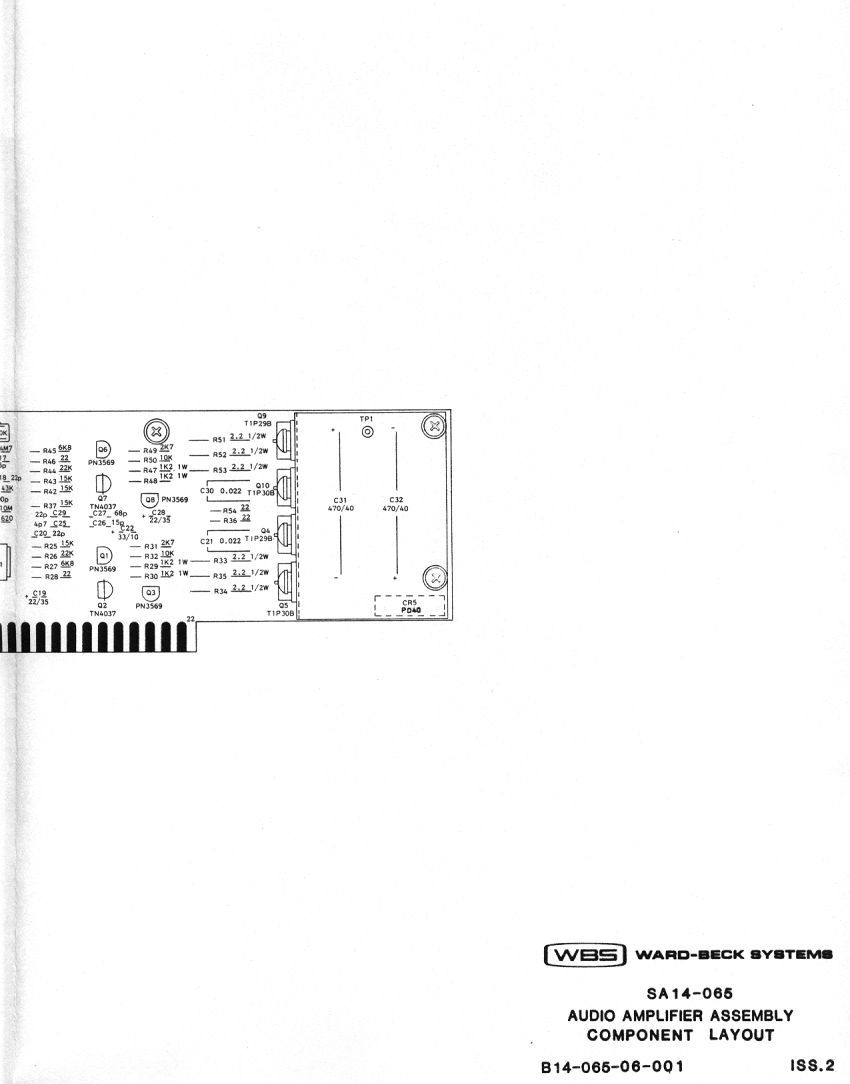 Q9
T1P29B
TP1
R51 2.2 1/2W
R45 6K8
Q6
R49 2K7
R52 2.2 1/2W
R46 22
PN3569
R50 10K
R44 22K
R47 1K2 1W
R53 2.2 1/2W
R43 15K
R48 1K2 1W
18 22p
43K
R42 15K
Q7
TN4037
Q8 PN3569
C30 0.022
Q10
T1P30B
C31
470/40
C32
470/40
10M
R37 15K
22p C29
C27 68p
+ C28
22/35
R54 22
620
4p7 C25
C26 15p
R36 22
C20 22p
+ C22
33/10
Q4
T1P29B
R25 15K
R31 2K7
C21 0.022
R26 22K
Q1
R32 10K
R27 6K8
PN3569
R29 1K2 1W
R33 2.2 1/2W
R28 22
R30 1K2 1W
R35 2.2 1/2W
+ C19
22/35
Q2
TN4037
Q3
PN3569
R34 2.2 1/2W
Q5
T1P30B
CR5
PD40
22
WBS WARD-BECK SYSTEMS
SA14-065
AUDIO AMPLIFIER ASSEMBLY
COMPONENT LAYOUT
B14-065-06-001 ISS.2